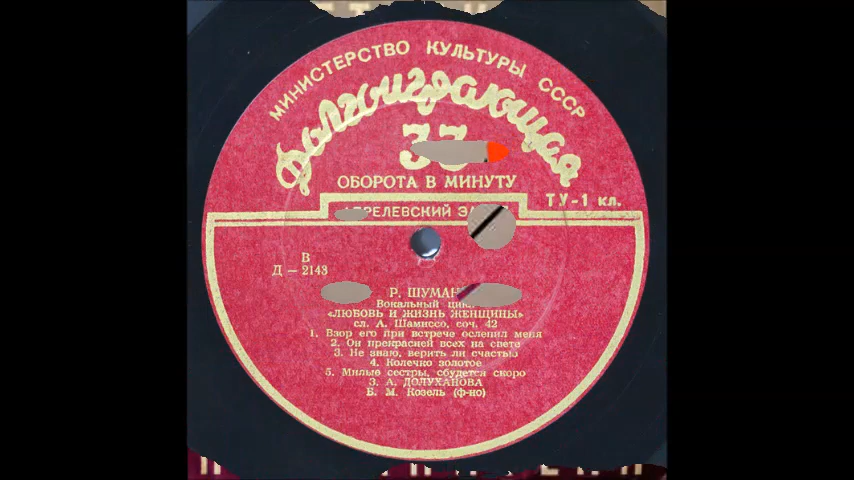 МИНИСТЕРСТВО КУЛЬТУРЫ СССР
Долгоиграющая
33
ОБОРОТА В МИНУТУ
ТУ-1 кл.
В
Д — 2143
Р. ШУМАН
Вокальный цикл
«ЛЮБОВЬ И ЖИЗНЬ ЖЕНЩИНЫ»
сл. А. Шамиссо, соч. 42
1. Взор его при встрече ослепил меня
2. Он прекрасней всех на свете
3. Не знаю, верить ли счастью
4. Колечко золотое
5. Милые сестры, сбудется скоро
З. А. ДОЛУХАНОВА
Б. М. Козель (ф-но)